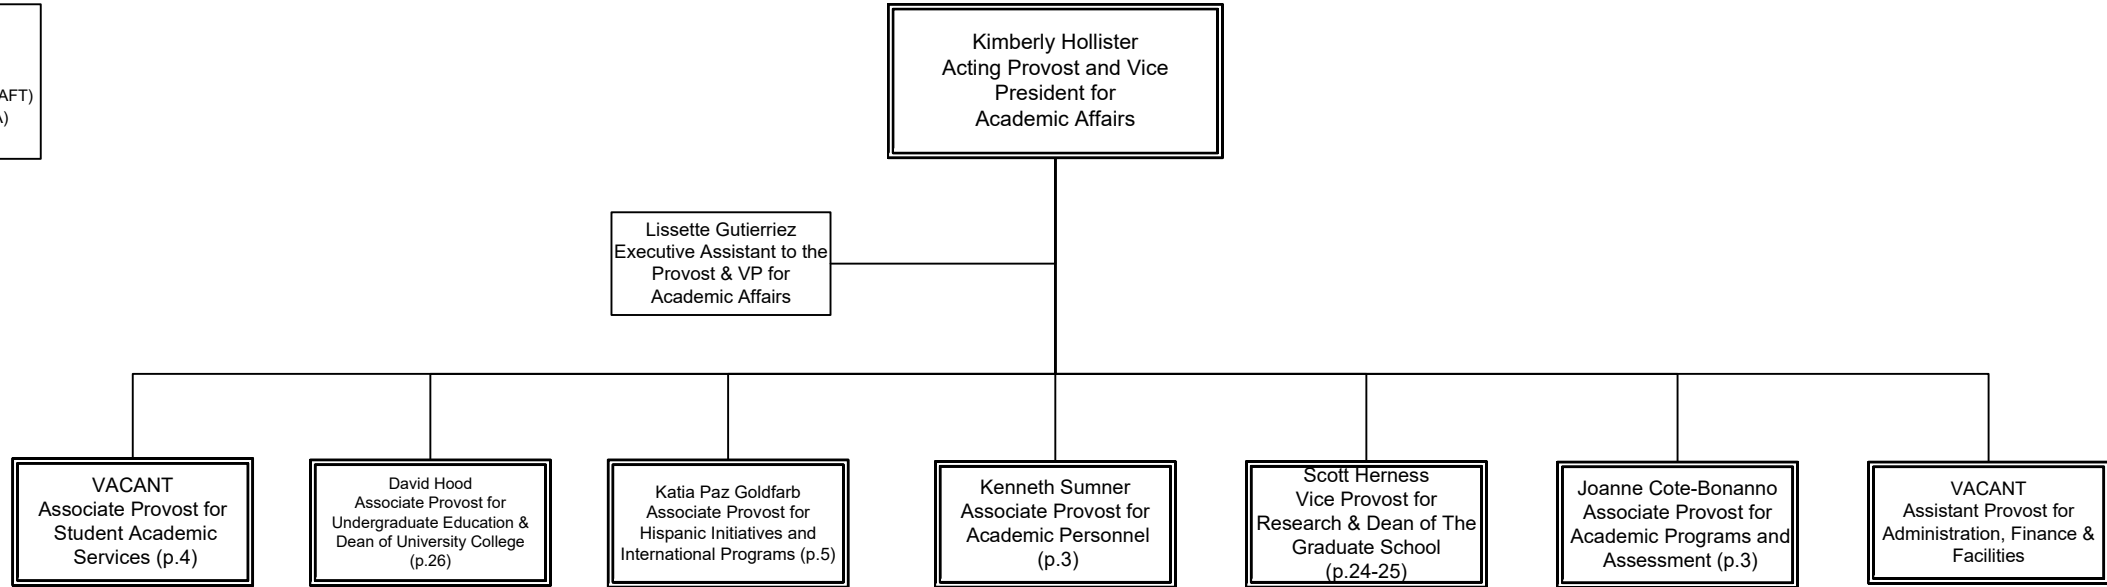 AFT)
A)
Kimberly Hollister
Acting Provost and Vice
President for
Academic Affairs
Lissette Gutierriez
Executive Assistant to the
Provost & VP for
Academic Affairs
VACANT
Associate Provost for
Student Academic
Services (p.4)
David Hood
Associate Provost for
Undergraduate Education &
Dean of University College
(p.26)
Katia Paz Goldfarb
Associate Provost for
Hispanic Initiatives and
International Programs (p.5)
Kenneth Sumner
Associate Provost for
Academic Personnel
(p.3)
Scott Herness
Vice Provost for
Research & Dean of The
Graduate School
(p.24-25)
Joanne Cote-Bonanno
Associate Provost for
Academic Programs and
Assessment (p.3)
VACANT
Assistant Provost for
Administration, Finance &
Facilities